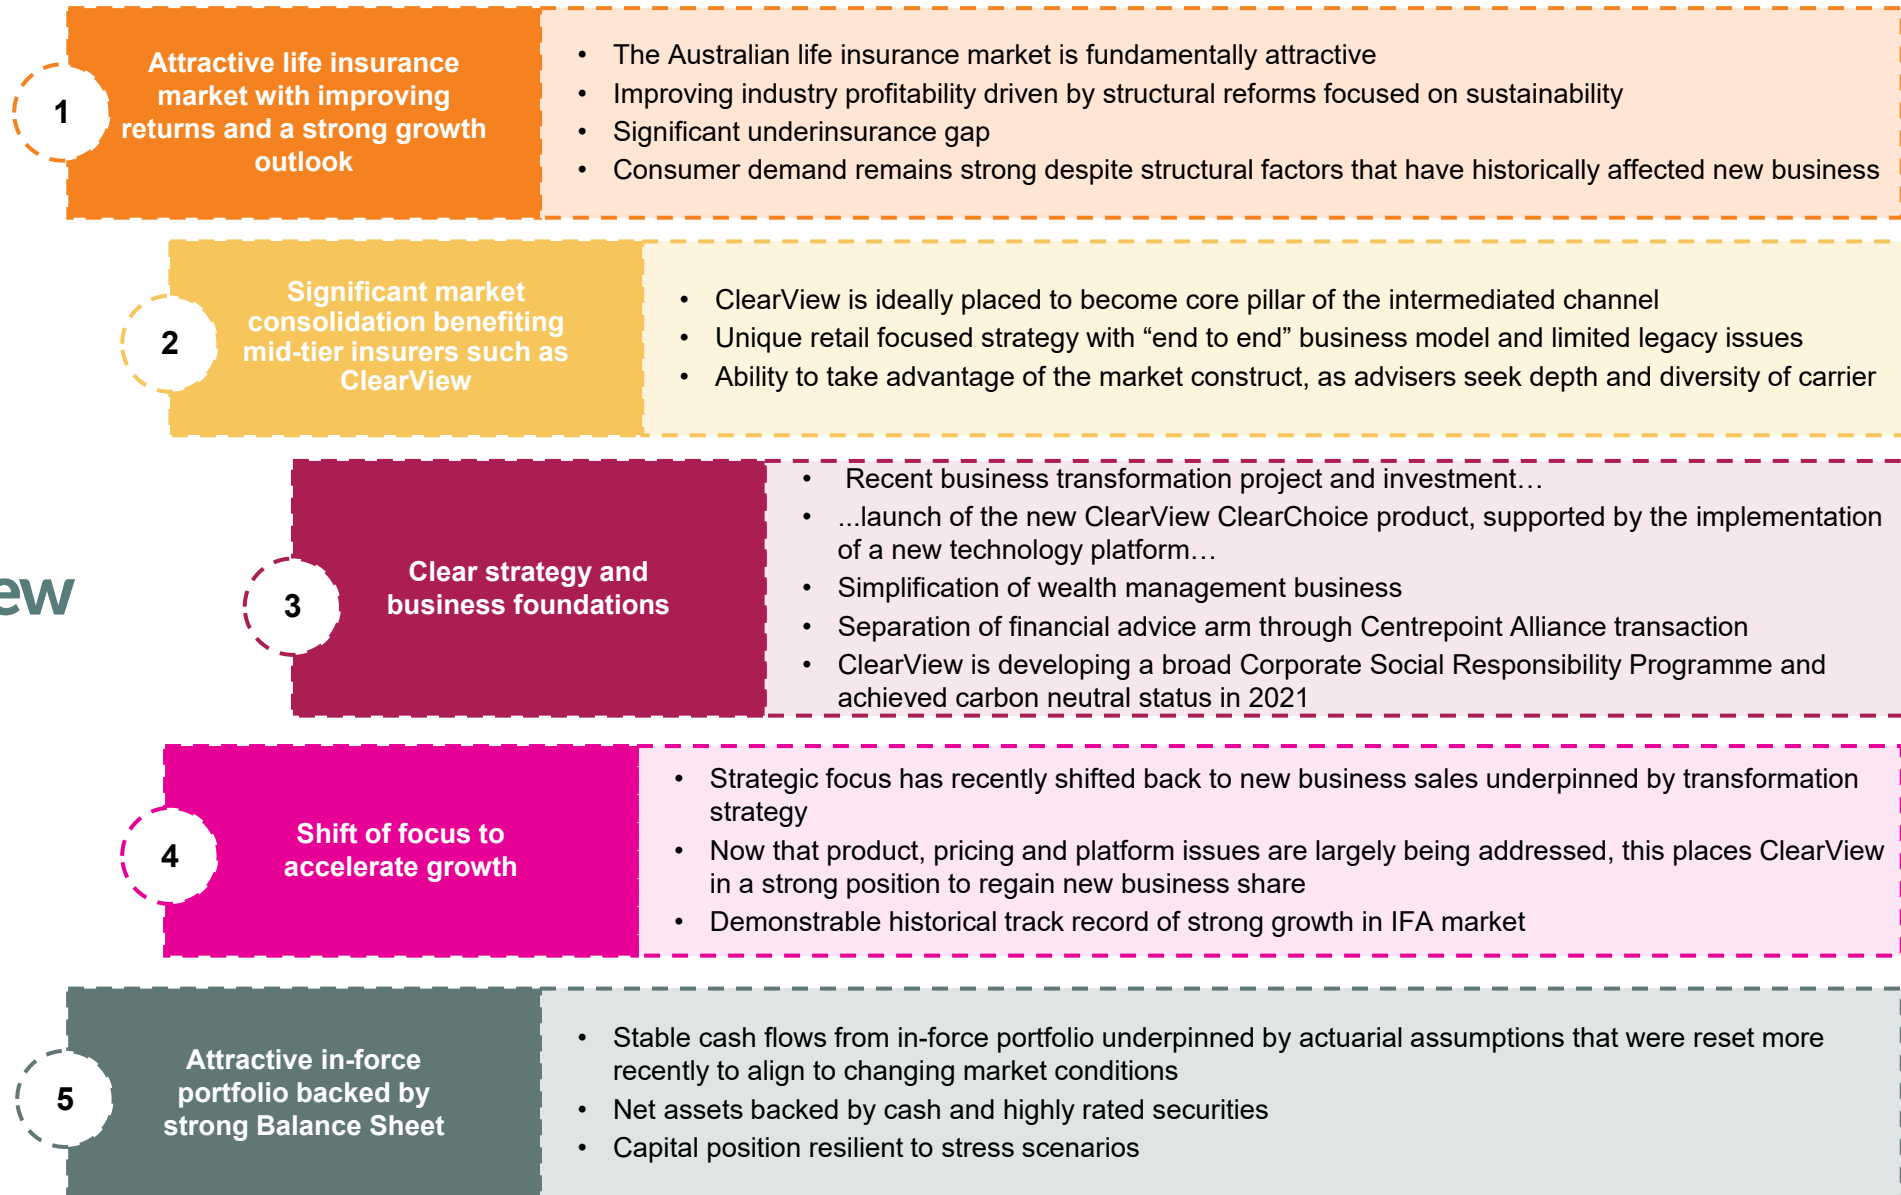 1
Attractive life insurance
market with improving
returns and a strong growth
outlook
• The Australian life insurance market is fundamentally attractive
• Improving industry profitability driven by structural reforms focused on sustainability
• Significant underinsurance gap
• Consumer demand remains strong despite structural factors that have historically affected new business
2
Significant market
consolidation benefiting
mid-tier insurers such as
ClearView
• ClearView is ideally placed to become core pillar of the intermediated channel
• Unique retail focused strategy with “end to end” business model and limited legacy issues
• Ability to take advantage of the market construct, as advisers seek depth and diversity of carrier
ew
3
Clear strategy and
business foundations
• Recent business transformation project and investment…
• ...launch of the new ClearView ClearChoice product, supported by the implementation
of a new technology platform…
• Simplification of wealth management business
• Separation of financial advice arm through Centrepoint Alliance transaction
• ClearView is developing a broad Corporate Social Responsibility Programme and
achieved carbon neutral status in 2021
4
Shift of focus to
accelerate growth
• Strategic focus has recently shifted back to new business sales underpinned by transformation
strategy
• Now that product, pricing and platform issues are largely being addressed, this places ClearView
in a strong position to regain new business share
• Demonstrable historical track record of strong growth in IFA market
5
Attractive in-force
portfolio backed by
strong Balance Sheet
• Stable cash flows from in-force portfolio underpinned by actuarial assumptions that were reset more
recently to align to changing market conditions
• Net assets backed by cash and highly rated securities
• Capital position resilient to stress scenarios